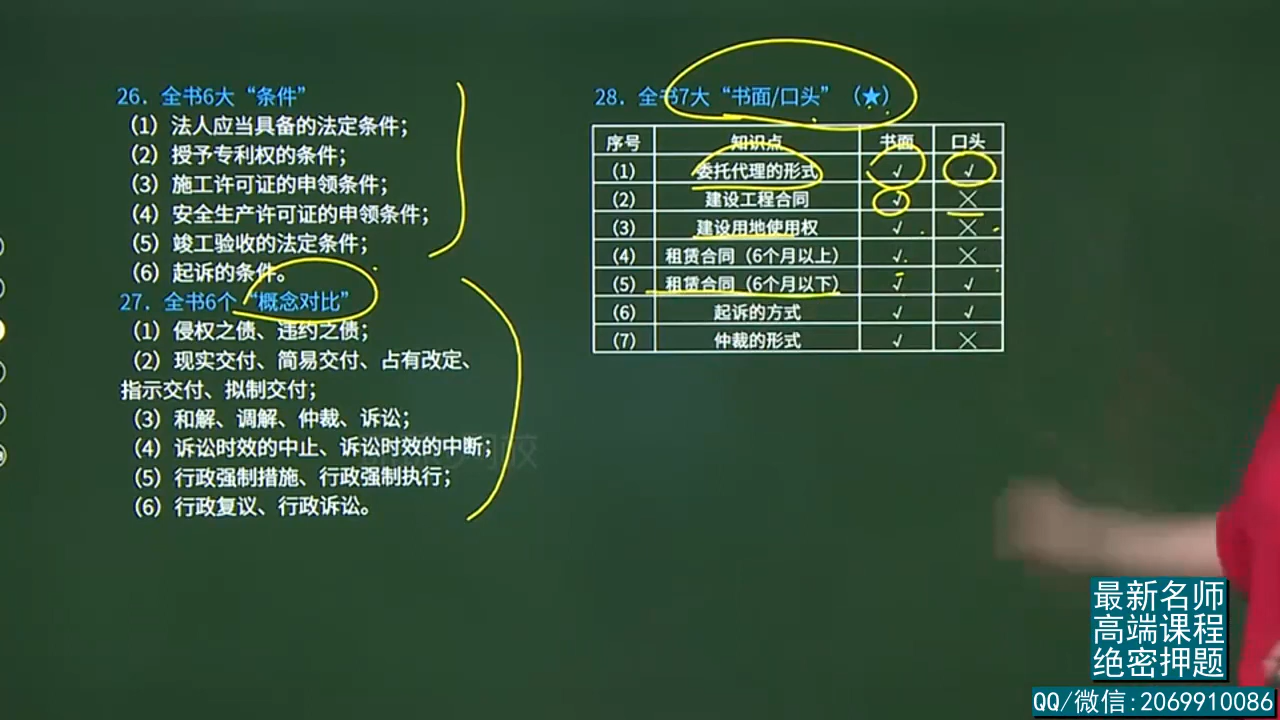 26．全书6大“条件”
（1）法人应当具备的法定条件；
（2）授予专利权的条件；
（3）施工许可证的申领条件；
（4）安全生产许可证的申领条件；
（5）竣工验收的法定条件；
（6）起诉的条件。
27．全书6个“概念对比”
（1）侵权之债、违约之债；
（2）现实交付、简易交付、占有改定、
指示交付、拟制交付；
（3）和解、调解、仲裁、诉讼；
（4）诉讼时效的中止、诉讼时效的中断；
（5）行政强制措施、行政强制执行；
（6）行政复议、行政诉讼。
28．全书7大“书面/口头”（★）
序号 知识点 书面 口头
（1） 委托代理的形式 √ √
（2） 建设工程合同 √ ×
（3） 建设用地使用权 √ ×
（4） 租赁合同（6个月以上） √ ×
（5） 租赁合同（6个月以下） √ √
（6） 起诉的方式 √ √
（7） 仲裁的形式 √ ×
最新名师
高端课程
绝密押题
QQ/微信:2069910086